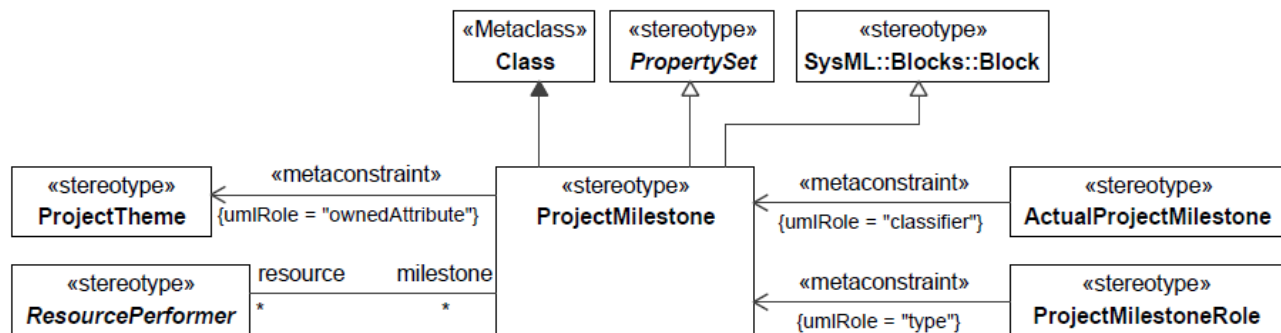 «Metaclass»
Class
«stereotype»
PropertySet
«stereotype»
SysML::Blocks::Block
«stereotype»
ProjectTheme
«metaconstraint»
{umlRole = "ownedAttribute"}
«stereotype»
ProjectMilestone
«metaconstraint»
{umlRole = "classifier"}
«stereotype»
ActualProjectMilestone
«stereotype»
ResourcePerformer
resource
milestone
*
*
«metaconstraint»
{umlRole = "type"}
«stereotype»
ProjectMilestoneRole